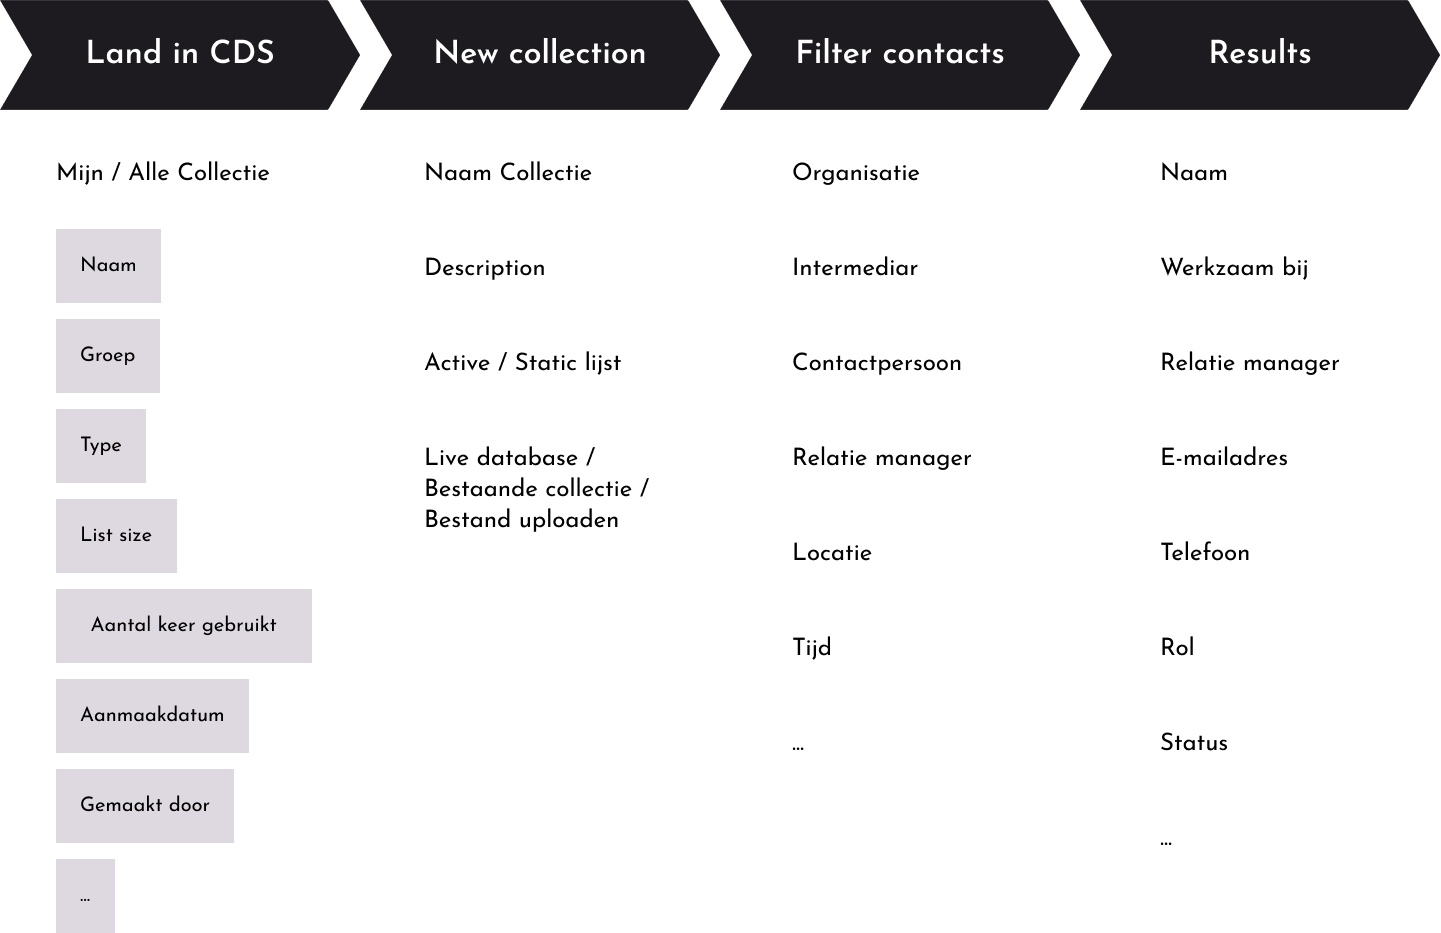 Land in CDS
New collection
Filter contacts
Results
Mijn / Alle Collectie
Naam
Groep
Type
List size
Aantal keer gebruikt
Aanmaakdatum
Gemaakt door
...
Naam Collectie
Description
Active / Static lijst
Live database /
Bestaande collectie /
Bestand uploaden
Organisatie
Intermediar
Contactpersoon
Relatie manager
Locatie
Tijd
...
Naam
Werkzaam bij
Relatie manager
E-mailadres
Telefoon
Rol
Status
...